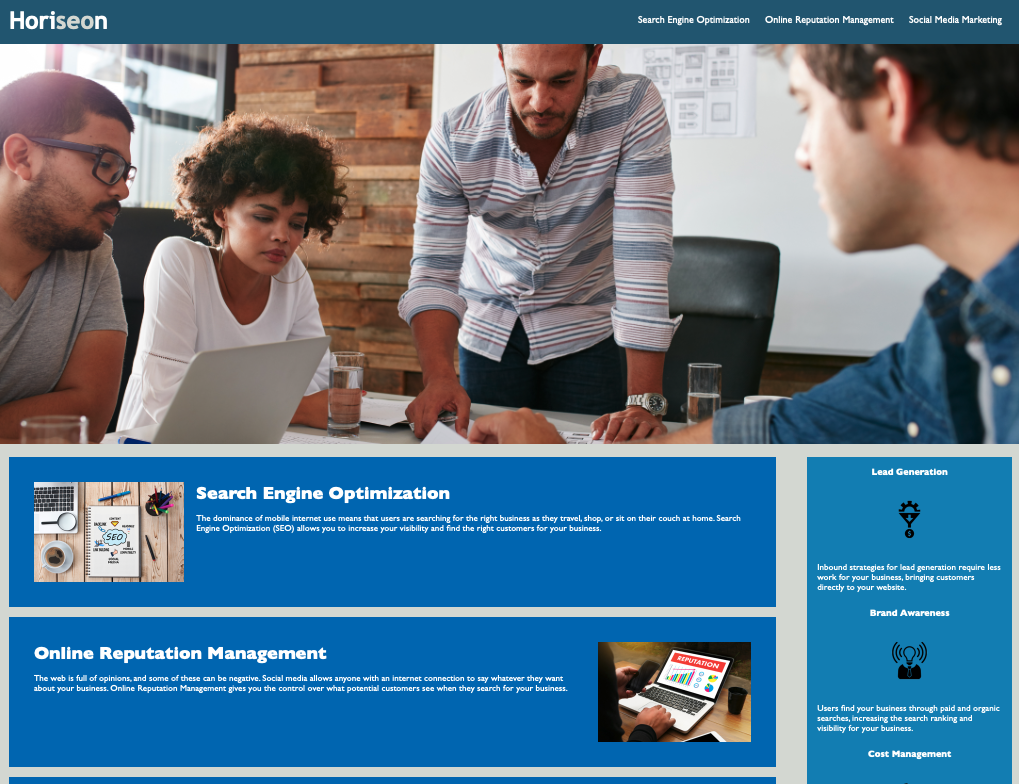 Horiseon
Search Engine Optimization
Online Reputation Management
Social Media Marketing
SEO
Search Engine Optimization
The dominance of mobile internet use means that users are searching for the right business as they travel, shop, or sit on their couch at home. Search
Engine Optimization (SEO) allows you to increase your visibility and find the right customers for your business.
Online Reputation Management
The web is full of opinions, and some of these can be negative. Social media allows anyone with an internet connection to say whatever they want
about your business. Online Reputation Management gives you the control over what potential customers see when they search for your business.
REPUTATION
Lead Generation
Inbound strategies for lead generation require less
work for your business, bringing customers
directly to your website.
Brand Awareness
Users find your business through paid and organic
searches, increasing the search ranking and
visibility for your business.
Cost Management